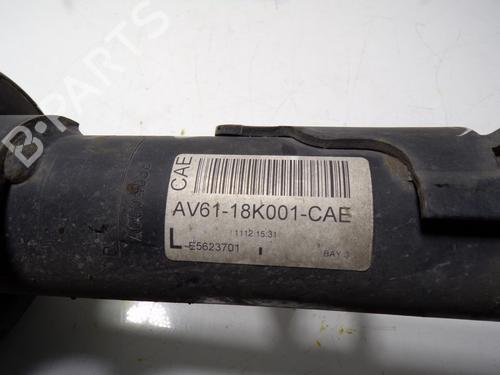 CAE
AV61-18K001-CAE
1112 15:31
L-E5623701
BAY 3
B-PARTS